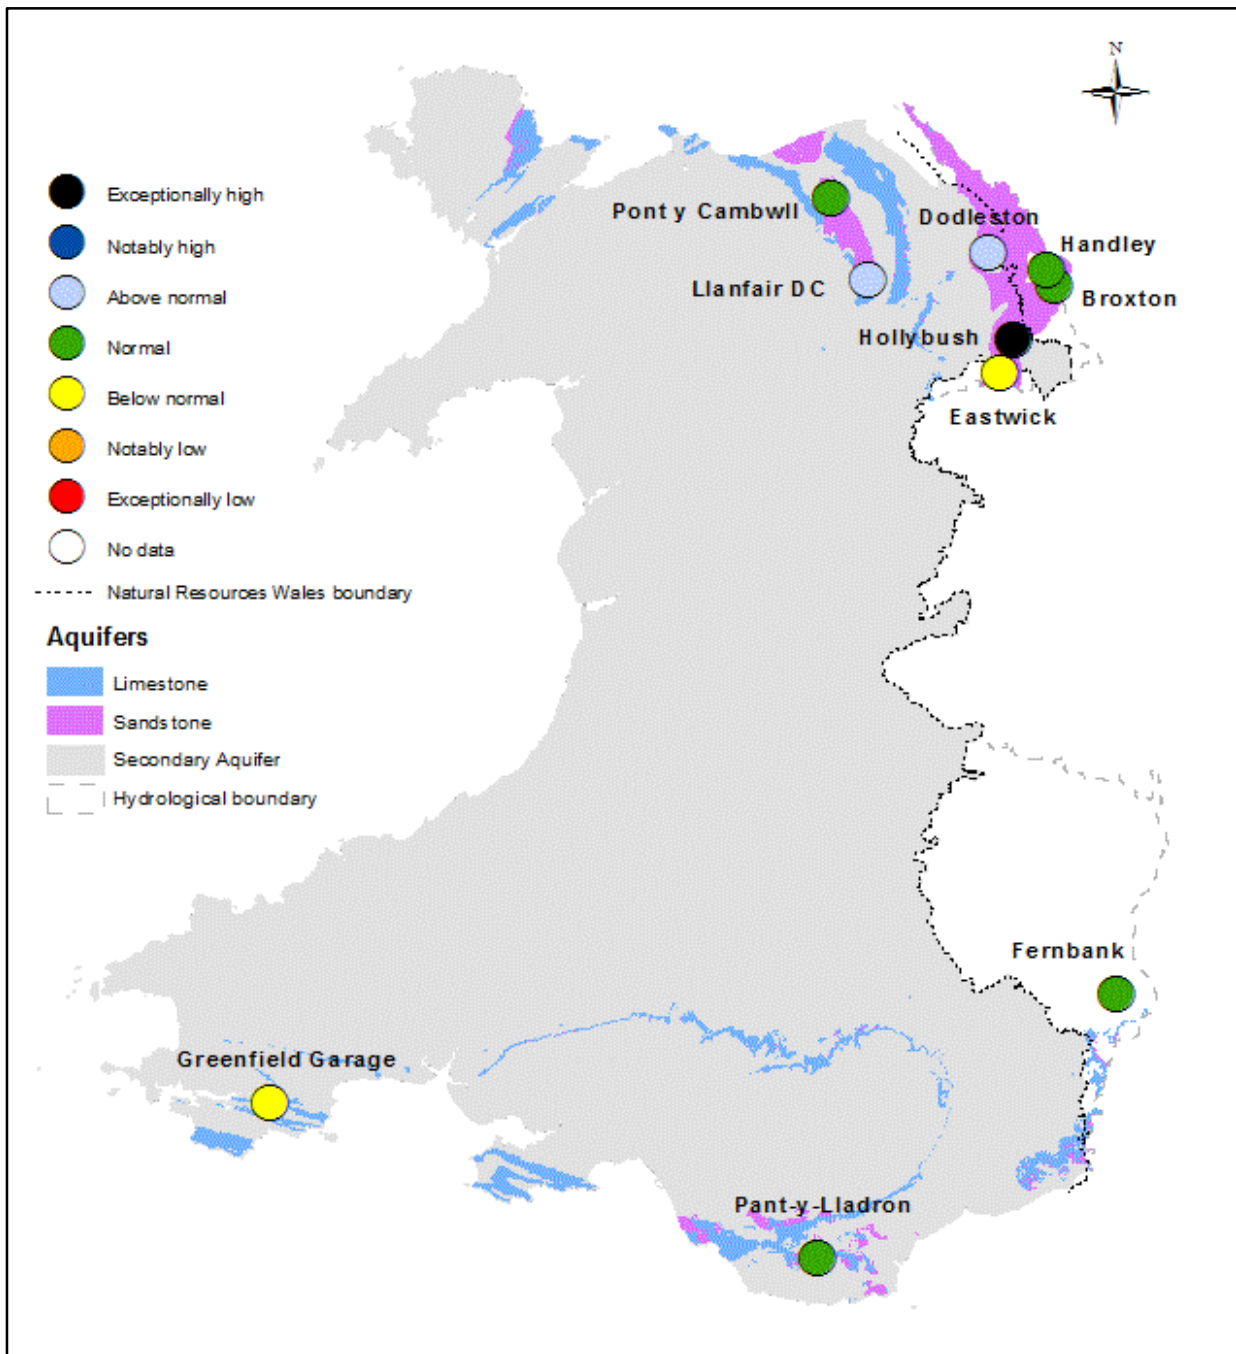 N
Exceptionally high
Notably high
Above normal
Normal
Below normal
Notably low
Exceptionally low
No data
Natural Resources Wales boundary
Aquifers
Limestone
Sandstone
Secondary Aquifer
Hydrological boundary
Pont y Cambwll
Dodleston
Handley
Llanfair DC
Broxton
Hollybush
Eastwick
Fernbank
Greenfield Garage
Pant-y-Lladron